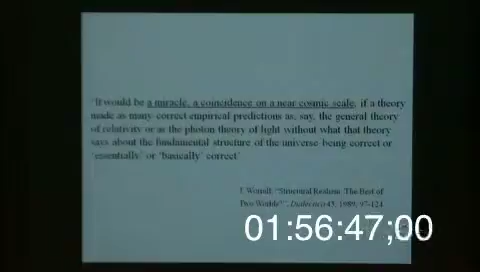 'It would be a miracle, a coincidence on a near cosmic scale, if a theory
made as many correct empirical predictions as, say, the general theory
of relativity or as the photon theory of light without what that theory
says about the fundamental structure of the universe being correct or
'essentially' or 'basically' correct'
J. Worrall: "Structural Realism: The Best of
Two Worlds?", Dialectica 43, 1989, 97-124
01:56:47;00